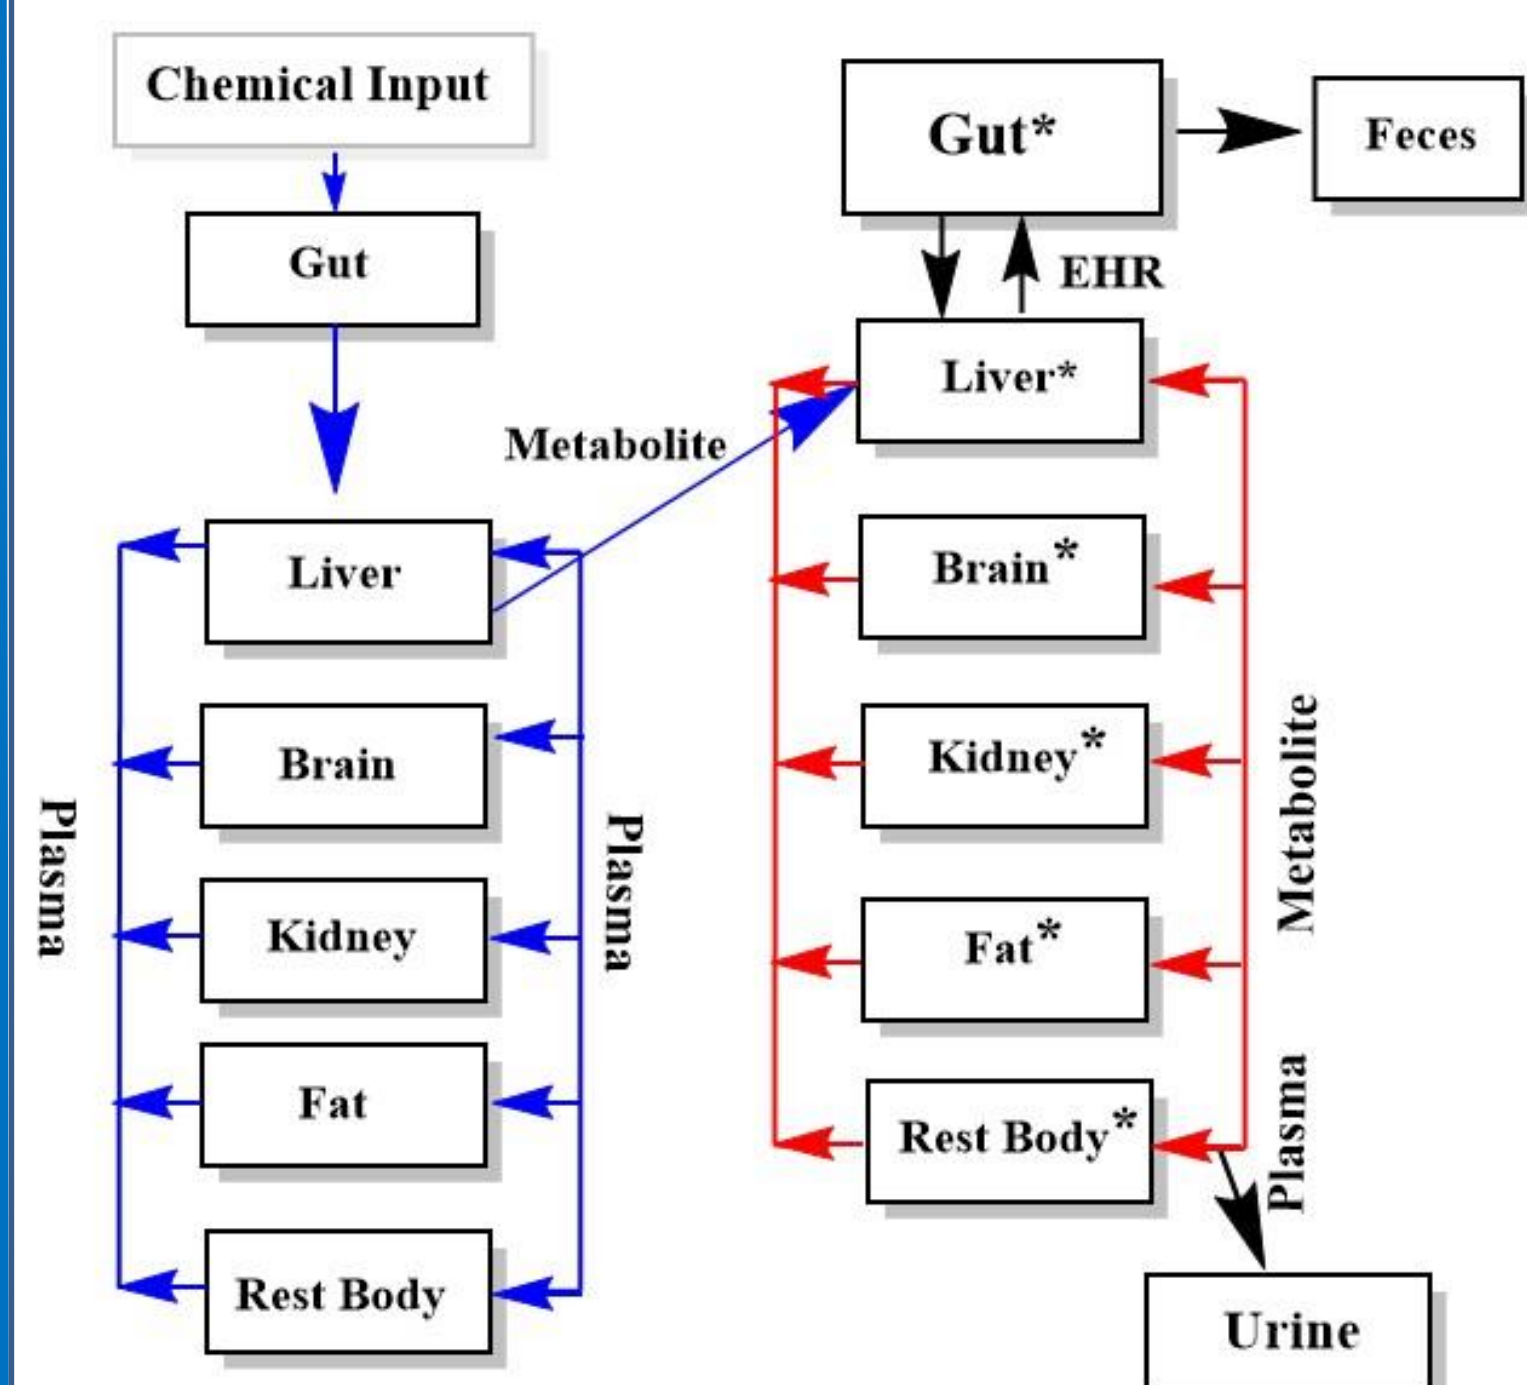 Chemical Input
Gut
Liver
Brain
Kidney
Fat
Rest Body
Plasma
Plasma
Metabolite
Gut*
Feces
EHR
Liver*
Brain*
Kidney*
Fat*
Rest Body*
Metabolite
Plasma
Urine